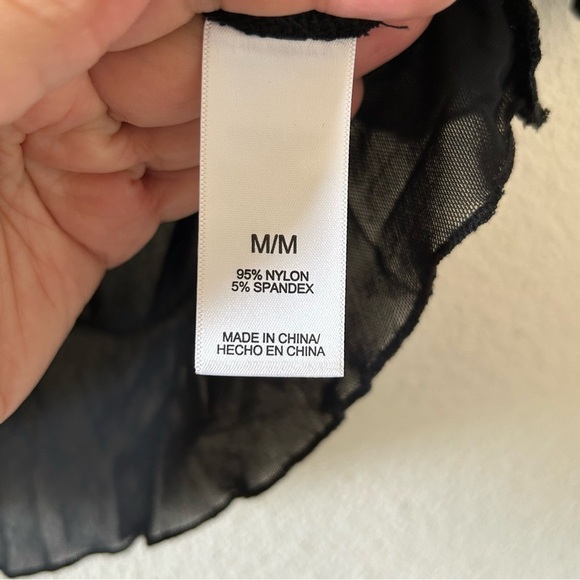 M/M
95% NYLON
5% SPANDEX
MADE IN CHINA/
HECHO EN CHINA